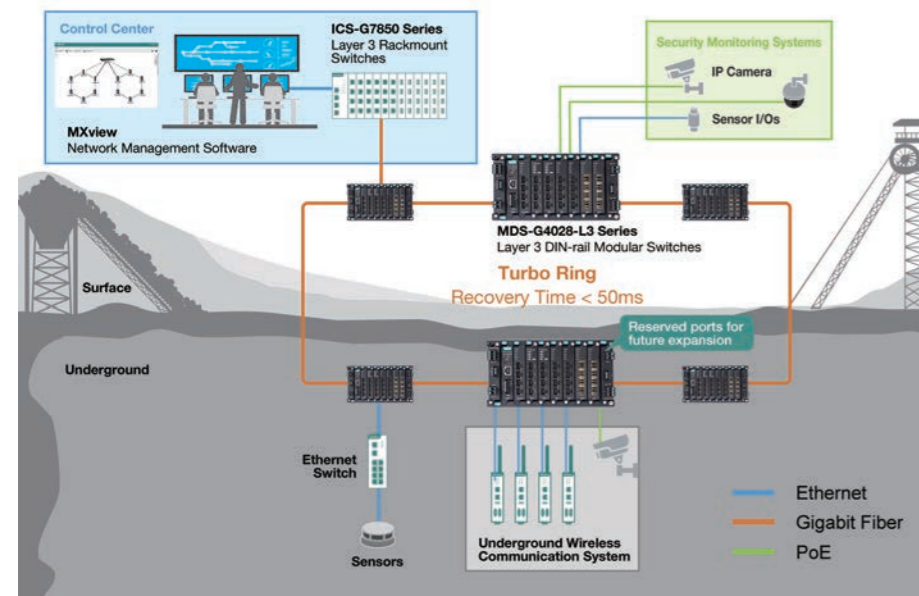 Control Center
ICS-G7850 Series
Layer 3 Rackmount
Switches
MXview
Network Management Software
Security Monitoring Systems
IP Camera
Sensor I/Os
MDS-G4028-L3 Series
Layer 3 DIN-rail Modular Switches
Turbo Ring
Recovery Time < 50ms
Surface
Reserved ports for
future expansion
Underground
Ethernet
Switch
Sensors
Underground Wireless
Communication System
Ethernet
Gigabit Fiber
PoE